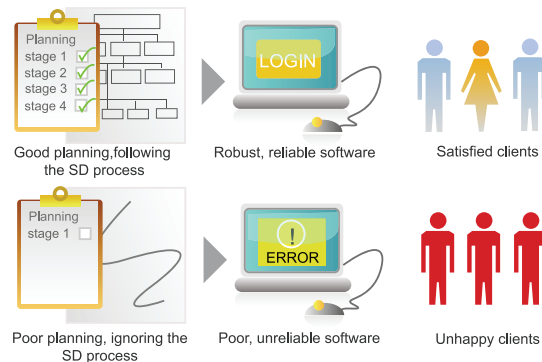 Planning
stage 1
stage 2
stage 3
stage 4
LOGIN
Good planning,following
the SD process
Robust, reliable software
Satisfied clients
Planning
stage 1
!
ERROR
Poor planning, ignoring the
SD process
Poor, unreliable software
Unhappy clients